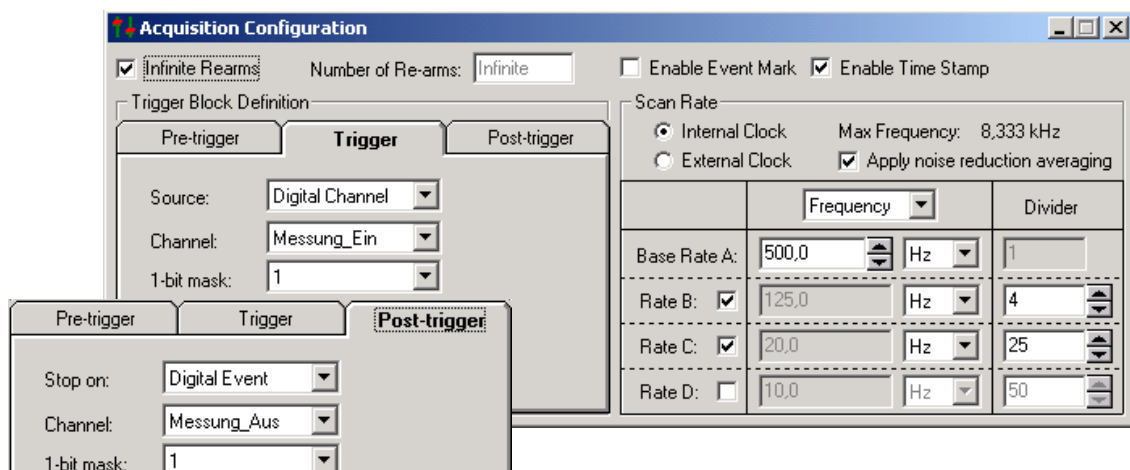 Acquisition Configuration
Infinite Rearms Number of Re-arms: Infinite Enable Event Mark Enable Time Stamp
Trigger Block Definition
Pre-trigger Trigger Post-trigger
Source: Digital Channel
Channel: Messung_Ein
1-bit mask: 1
Scan Rate
Internal Clock Max Frequency: 8,333 kHz
External Clock Apply noise reduction averaging
Frequency Divider
Base Rate A: 500,0 Hz 1
Rate B: 125,0 Hz 4
Rate C: 20,0 Hz 25
Rate D: 10,0 Hz 50
Pre-trigger Trigger Post-trigger
Stop on: Digital Event
Channel: Messung_Aus
1-bit mask: 1